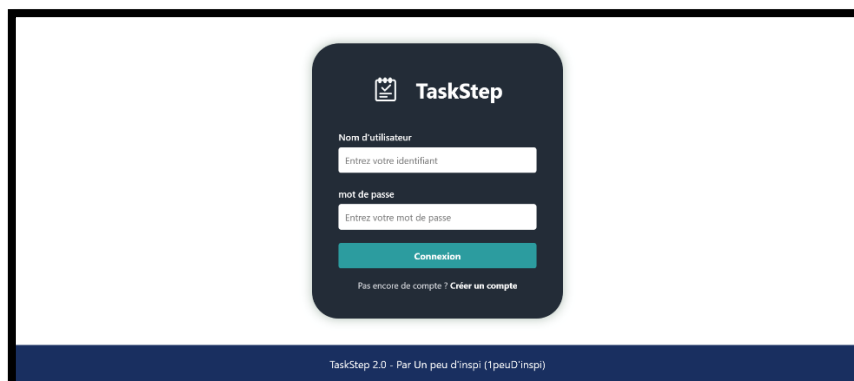 TaskStep
Nom d'utilisateur
Entrez votre identifiant
mot de passe
Entrez votre mot de passe
Connexion
Pas encore de compte ? Créer un compte
TaskStep 2.0 - Par Un peu d'inspi (1peuD'inspi)